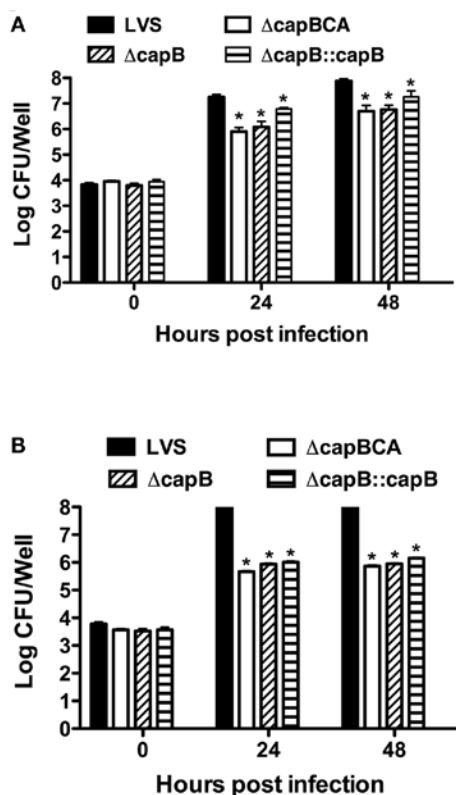 A
LVS ΔcapBCA
ΔcapB ΔcapB::capB
Log CFU/Well
8
7
6
5
4
3
2
1
0
* * * * * *
0 24 48
Hours post infection
B
LVS ΔcapBCA
ΔcapB ΔcapB::capB
Log CFU/Well
8
7
6
5
4
3
2
1
0
* * * * * *
0 24 48
Hours post infection